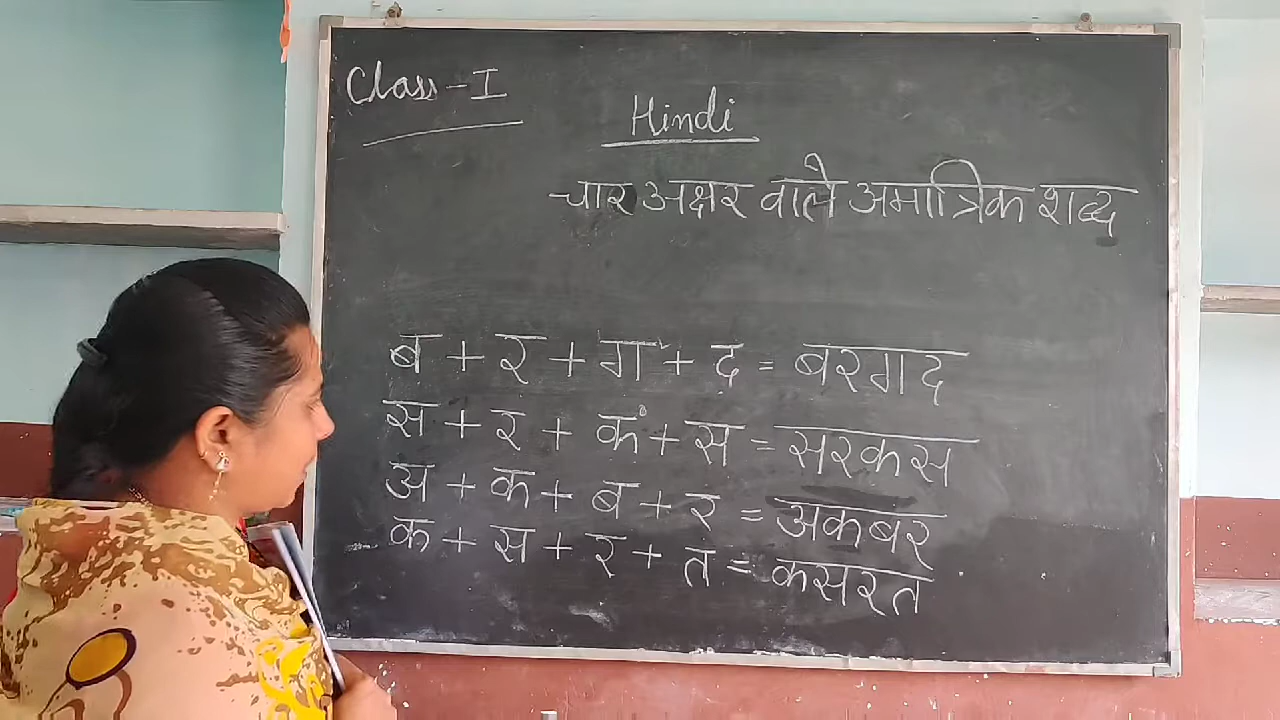 Class - I
Hindi
चार अक्षर वाले अमात्रिक शब्द
ब + र + ग + द = बरगद
स + र + क + स = सरकस
अ + क + ब + र = अकबर
क + स + र + त = कसरत